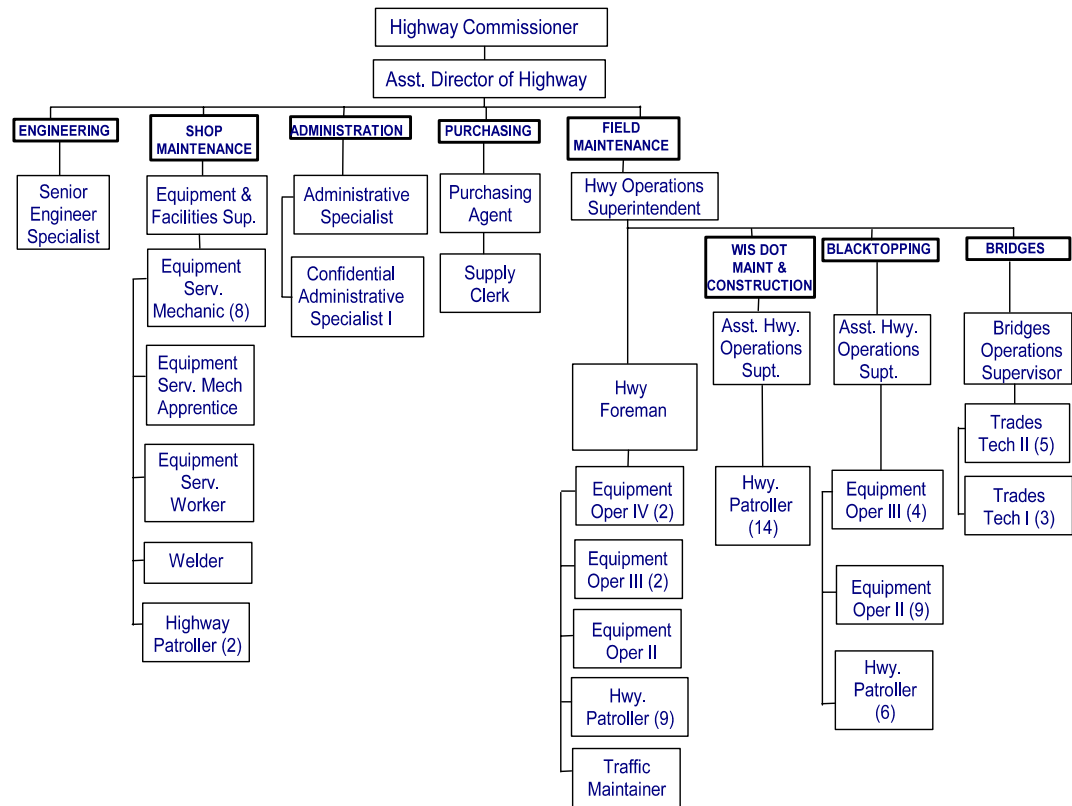 Highway Commissioner
Asst. Director of Highway
ENGINEERING
SHOP
MAINTENANCE
ADMINISTRATION
PURCHASING
FIELD
MAINTENANCE
Senior
Engineer
Specialist
Equipment &
Facilities Sup.
Equipment
Serv.
Mechanic (8)
Equipment
Serv. Mech
Apprentice
Equipment
Serv.
Worker
Welder
Highway
Patroller (2)
Administrative
Specialist
Confidential
Administrative
Specialist I
Purchasing
Agent
Supply
Clerk
Hwy Operations
Superintendent
Hwy
Foreman
Equipment
Oper IV (2)
Equipment
Oper III (2)
Equipment
Oper II
Hwy.
Patroller (9)
Traffic
Maintainer
WIS DOT
MAINT &
CONSTRUCTION
Asst. Hwy.
Operations
Supt.
Hwy.
Patroller
(14)
BLACKTOPPING
Asst. Hwy.
Operations
Supt.
Equipment
Oper III (4)
Equipment
Oper II (9)
Hwy.
Patroller
(6)
BRIDGES
Bridges
Operations
Supervisor
Trades
Tech II (5)
Trades
Tech I (3)